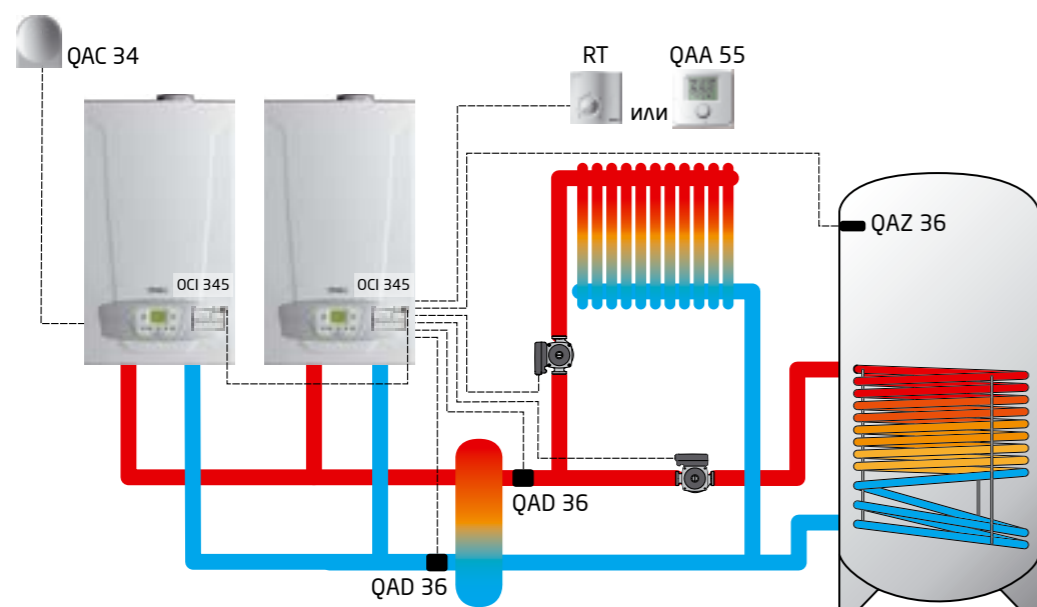 QAC 34
RT
QAA 55
или
OCI 345
OCI 345
QAZ 36
QAD 36
QAD 36